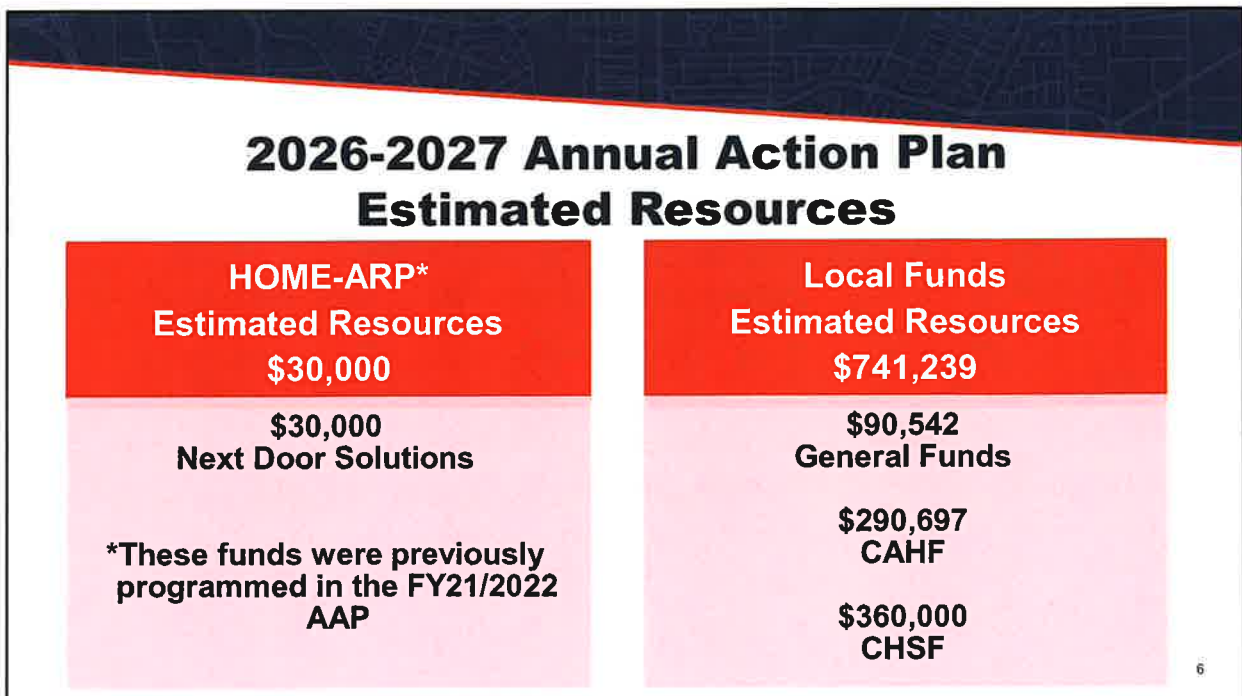 2026-2027 Annual Action Plan
Estimated Resources
HOME-ARP*
Estimated Resources
$30,000
$30,000
Next Door Solutions
*These funds were previously
programmed in the FY21/2022
AAP
Local Funds
Estimated Resources
$741,239
$90,542
General Funds
$290,697
CAHF
$360,000
CHSF
6